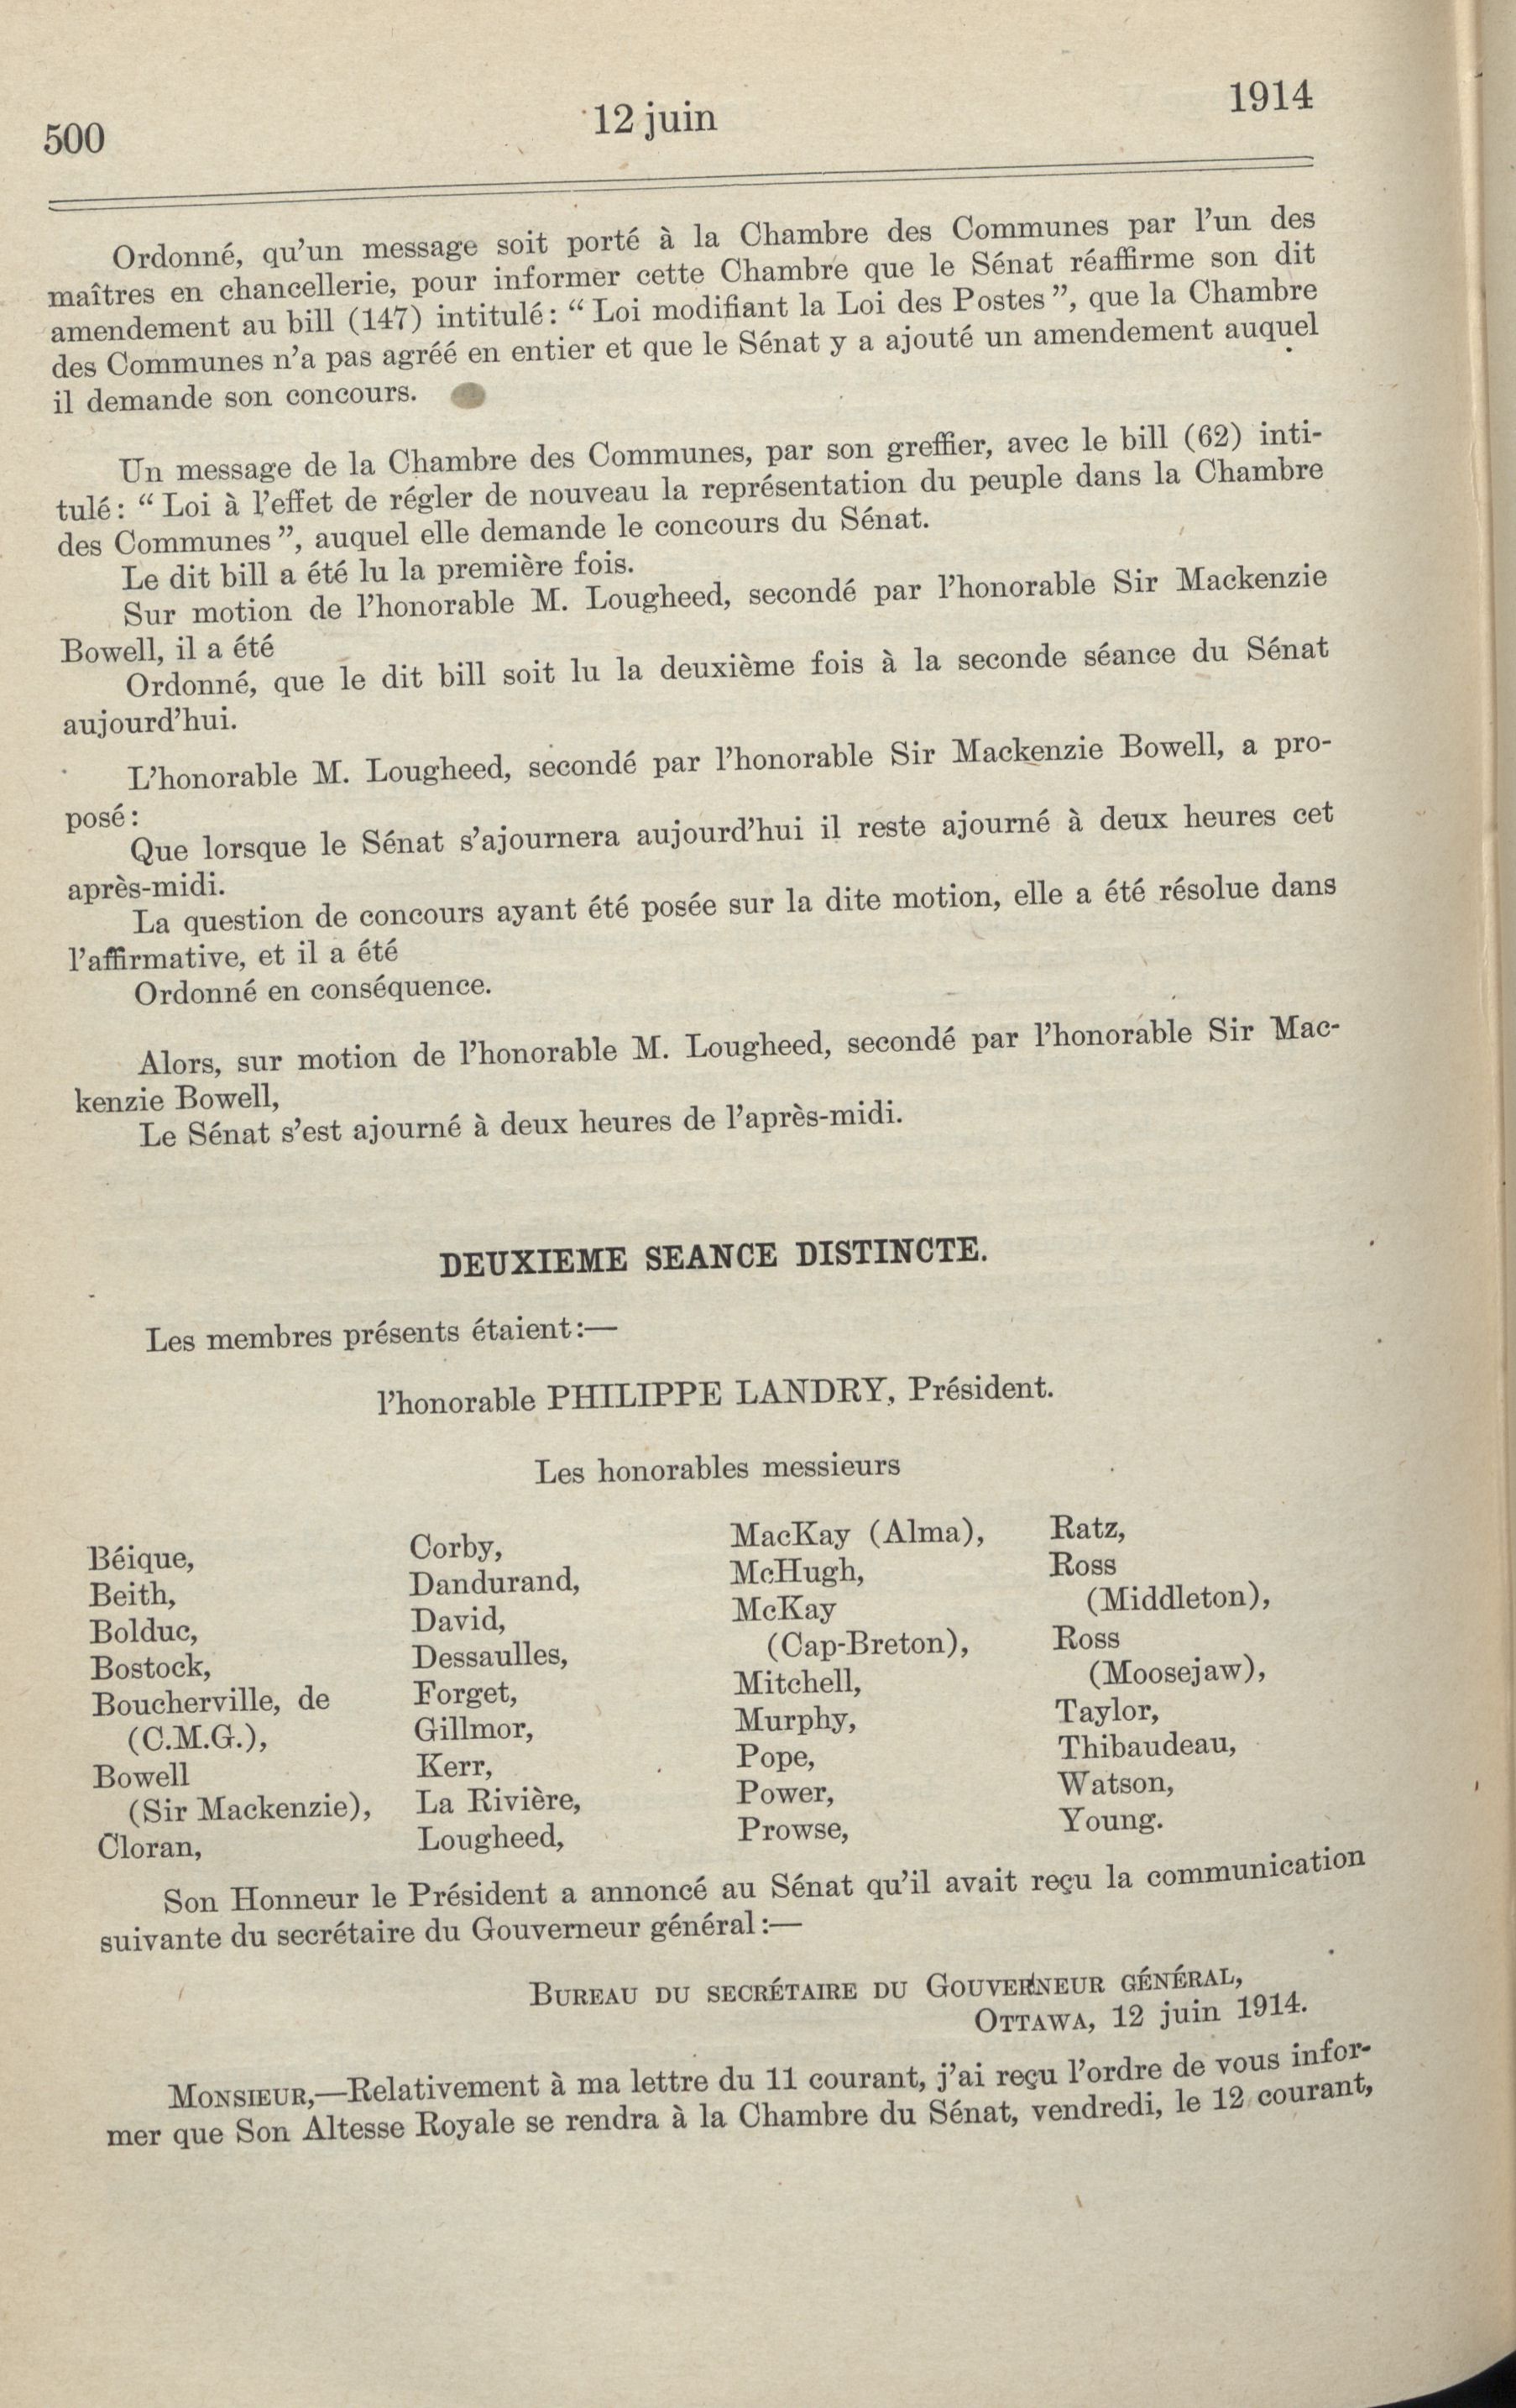 500
12 juin
1914
Ordonné, qu'un message soit porté à la Chambre des Communes par l'un des
maîtres en chancellerie, pour informer cette Chambre que le Sénat réaffirme son dit
amendement au bill (147) intitulé: “ Loi modifiant la Loi des Postes ”, que la Chambre
des Communes n'a pas agréé en entier et que le Sénat y a ajouté un amendement auquel
il demande son concours.
Un message de la Chambre des Communes, par son greffier, avec le bill (62) inti-
tulé: “ Loi à l'effet de régler de nouveau la représentation du peuple dans la Chambre
des Communes ”, auquel elle demande le concours du Sénat.
Le dit bill a été lu la première fois.
Sur motion de l'honorable M. Lougheed, secondé par l'honorable Sir Mackenzie
Bowell, il a été
Ordonné, que le dit bill soit lu la deuxième fois à la seconde séance du Sénat
aujourd'hui.
L'honorable M. Lougheed, secondé par l'honorable Sir Mackenzie Bowell, a pro-
posé:
Que lorsque le Sénat s'ajournera aujourd'hui il reste ajourné à deux heures cet
après-midi.
La question de concours ayant été posée sur la dite motion, elle a été résolue dans
l'affirmative, et il a été
Ordonné en conséquence.
Alors, sur motion de l'honorable M. Lougheed, secondé par l'honorable Sir Mac-
kenzie Bowell,
Le Sénat s'est ajourné à deux heures de l'après-midi.
DEUXIEME SEANCE DISTINCTE.
Les membres présents étaient:—
l'honorable PHILIPPE LANDRY, Président.
Les honorables messieurs
Béique,
Beith,
Bolduc,
Bostock,
Boucherville, de
(C.M.G.),
Bowell
(Sir Mackenzie),
Cloran,
Corby,
Dandurand,
David,
Dessaulles,
Forget,
Gillmor,
Kerr,
La Rivière,
Lougheed,
MacKay (Alma),
McHugh,
McKay
(Cap-Breton),
Mitchell,
Murphy,
Pope,
Power,
Prowse,
Ratz,
Ross
(Middleton),
Ross
(Moosejaw),
Taylor,
Thibaudeau,
Watson,
Young.
Son Honneur le Président a annoncé au Sénat qu'il avait reçu la communication
suivante du secrétaire du Gouverneur général:—
BUREAU DU SECRÉTAIRE DU GOUVERNEUR GÉNÉRAL,
OTTAWA, 12 juin 1914.
MONSIEUR,—Relativement à ma lettre du 11 courant, j'ai reçu l'ordre de vous infor-
mer que Son Altesse Royale se rendra à la Chambre du Sénat, vendredi, le 12 courant,